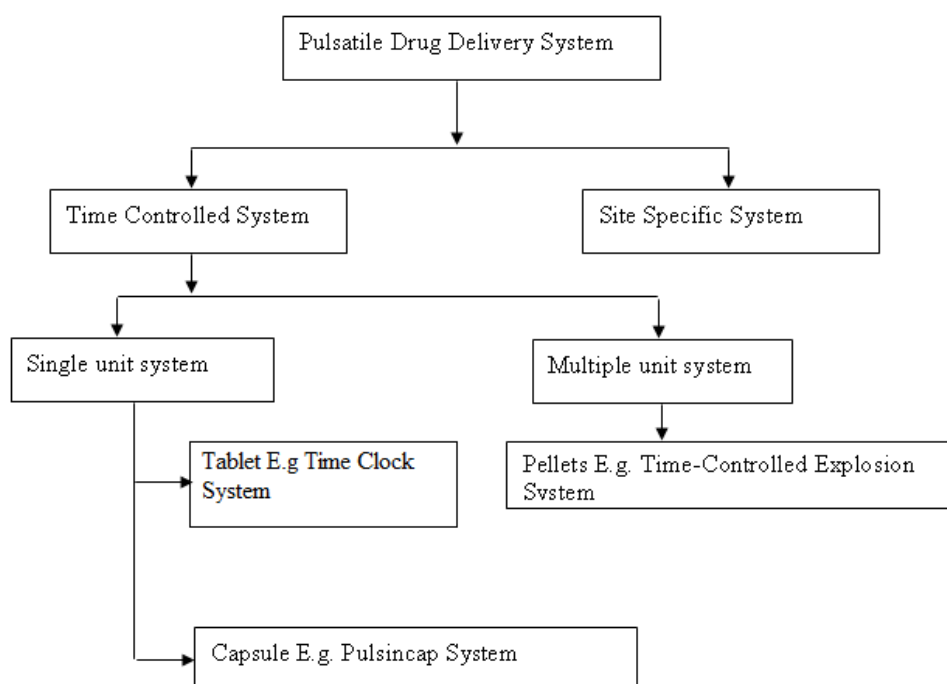 Pulsatile Drug Delivery System
Time Controlled System
Site Specific System
Single unit system
Multiple unit system
Tablet E.g Time Clock
System
Pellets E.g. Time-Controlled Explosion
System
Capsule E.g. Pulsincap System